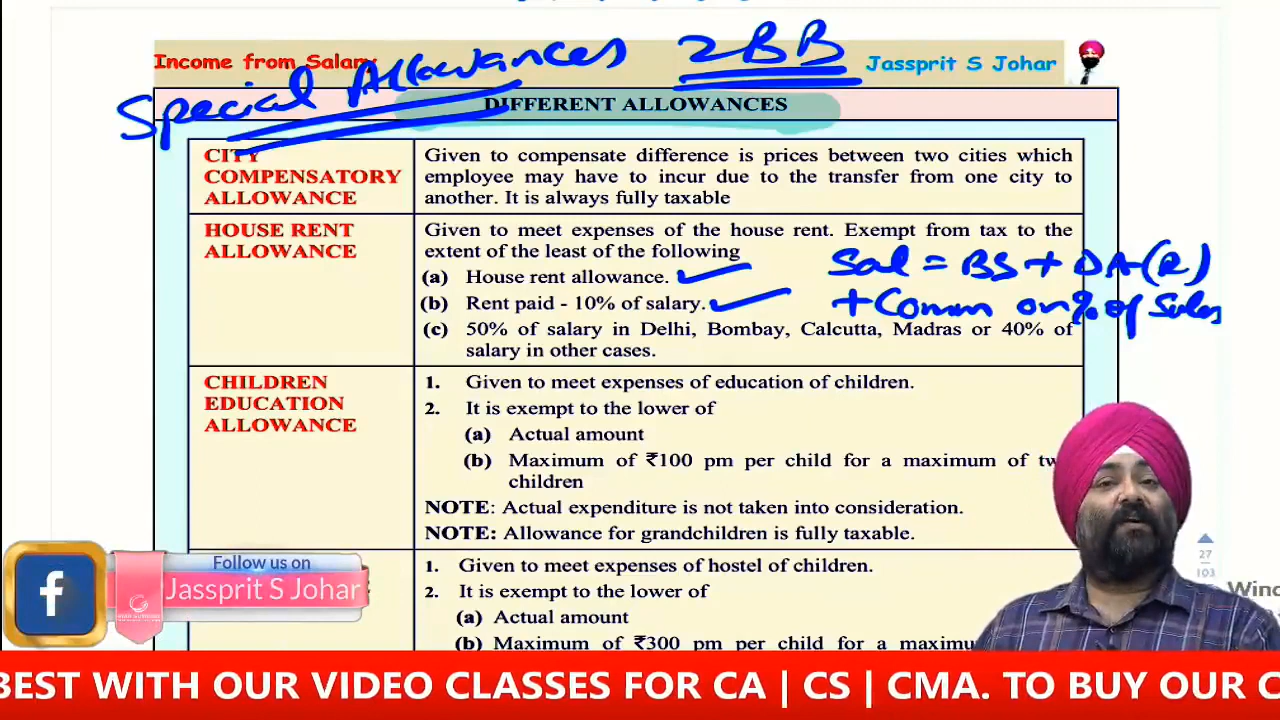 Income from Salary
Special Allowances 2BB
Jassprit S Johar
DIFFERENT ALLOWANCES
CITY
COMPENSATORY
ALLOWANCE
Given to compensate difference is prices between two cities which
employee may have to incur due to the transfer from one city to
another. It is always fully taxable
HOUSE RENT
ALLOWANCE
Given to meet expenses of the house rent. Exempt from tax to the
extent of the least of the following
(a) House rent allowance.
(b) Rent paid - 10% of salary.
(c) 50% of salary in Delhi, Bombay, Calcutta, Madras or 40% of
salary in other cases.
Sal = BS + DA(R)
+ Comm on % of Sales
CHILDREN
EDUCATION
ALLOWANCE
1. Given to meet expenses of education of children.
2. It is exempt to the lower of
(a) Actual amount
(b) Maximum of ₹100 pm per child for a maximum of
children
NOTE: Actual expenditure is not taken into consideration.
NOTE: Allowance for grandchildren is fully taxable.
1. Given to meet expenses of hostel of children.
2. It is exempt to the lower of
(a) Actual amount
(b) Maximum of ₹300 pm per child for a
27
103
Follow us on
Jassprit S Johar
BEST WITH OUR VIDEO CLASSES FOR CA | CS | CMA. TO BUY OUR